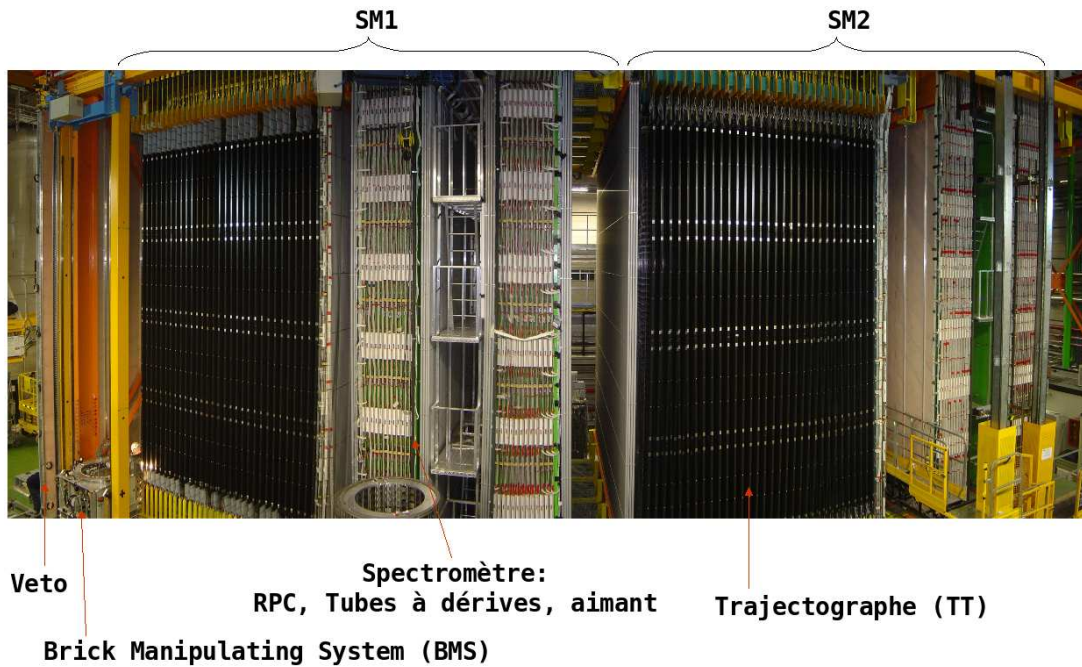 SM1
SM2
Veto
Spectromètre:
RPC, Tubes à dérives, aimant
Trajectographe (TT)
Brick Manipulating System (BMS)